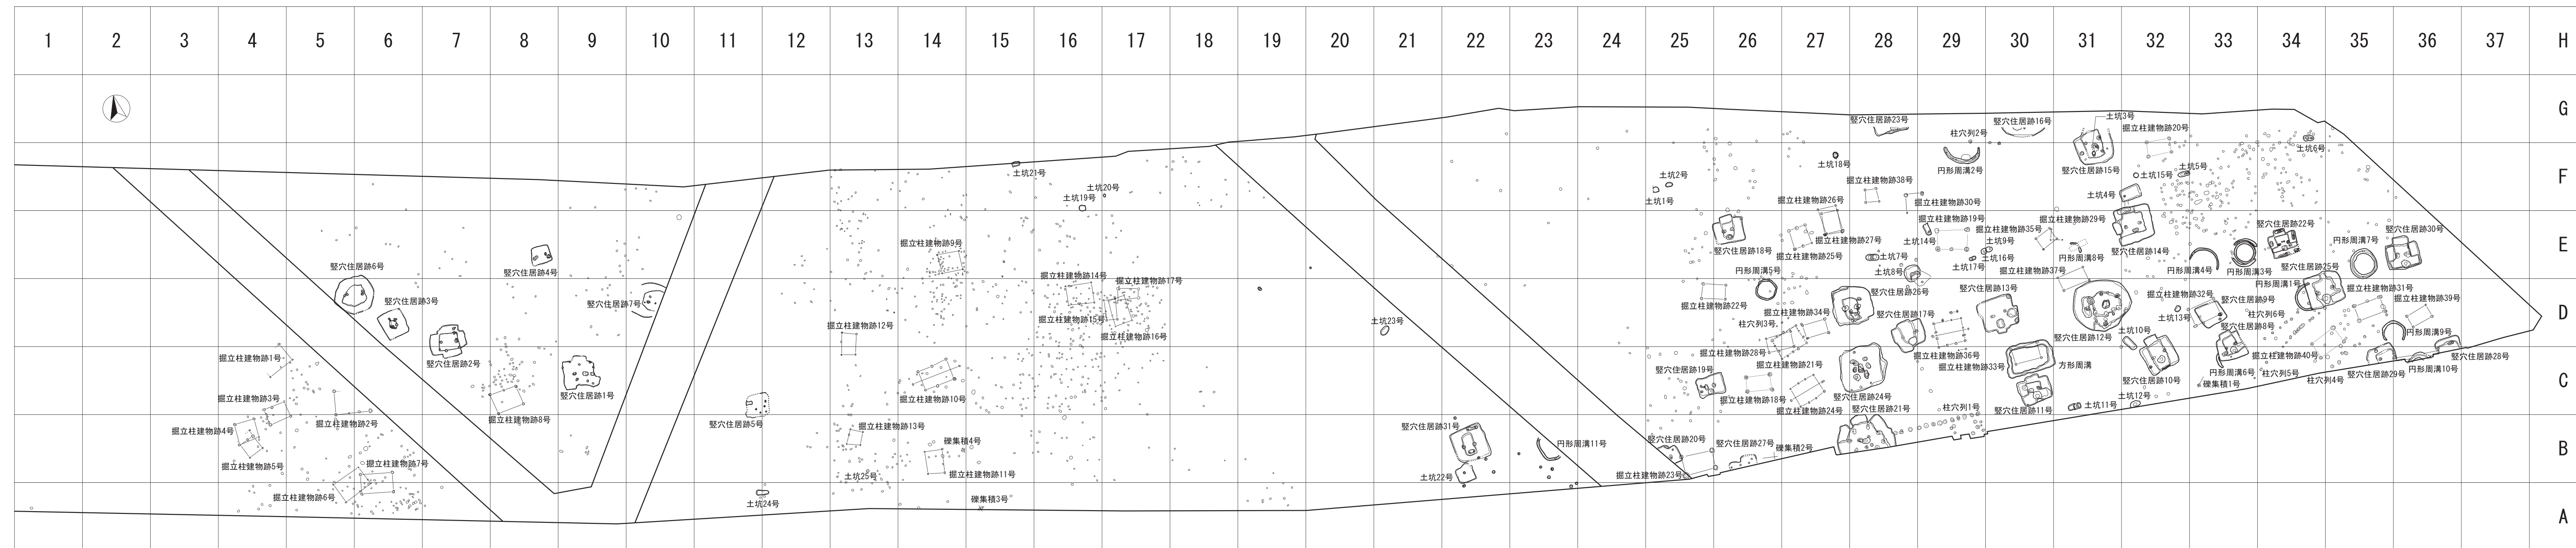 1 2 3 4 5 6 7 8 9 10 11 12 13 14 15 16 17 18 19 20 21 22 23 24 25 26 27 28 29 30 31 32 33 34 35 36 37 H
G
竪穴住居跡23号
柱穴列2号
竪穴住居跡16号
土坑3号
掘立柱建物跡20号
土坑6号
土坑21号
土坑18号
円形周溝2号
竪穴住居跡15号
土坑5号
土坑15号
土坑2号
土坑1号
土坑20号
土坑19号
掘立柱建物跡38号
掘立柱建物跡26号
掘立柱建物跡30号
土坑4号
F
掘立柱建物跡19号
掘立柱建物跡29号
掘立柱建物跡35号
竪穴住居跡22号
竪穴住居跡30号
掘立柱建物跡9号
竪穴住居跡18号
掘立柱建物跡27号
掘立柱建物跡25号
土坑14号
土坑9号
土坑16号
土坑17号
土坑7号
土坑8号
円形周溝8号
竪穴住居跡14号
円形周溝7号
円形周溝4号
円形周溝3号
竪穴住居跡25号
E
竪穴住居跡6号
竪穴住居跡4号
掘立柱建物跡14号
掘立柱建物跡17号
円形周溝5号
掘立柱建物跡37号
円形周溝1号
竪穴住居跡3号
竪穴住居跡7号
竪穴住居跡26号
竪穴住居跡13号
掘立柱建物跡31号
掘立柱建物跡39号
掘立柱建物跡22号
掘立柱建物跡34号
竪穴住居跡17号
掘立柱建物跡32号
竪穴住居跡9号
土坑13号
柱穴列6号
D
掘立柱建物跡12号
掘立柱建物跡15号
掘立柱建物跡16号
土坑23号
柱穴列3号
竪穴住居跡8号
竪穴住居跡12号
土坑10号
円形周溝9号
掘立柱建物跡1号
竪穴住居跡2号
掘立柱建物跡28号
掘立柱建物跡36号
掘立柱建物跡33号
掘立柱建物跡40号
竪穴住居跡28号
掘立柱建物跡21号
方形周溝
円形周溝6号
柱穴列5号
柱穴列4号
竪穴住居跡29号
円形周溝10号
竪穴住居跡19号
竪穴住居跡10号
礫集積1号
C
掘立柱建物跡3号
竪穴住居跡1号
掘立柱建物跡10号
掘立柱建物跡18号
竪穴住居跡24号
掘立柱建物跡24号
竪穴住居跡21号
柱穴列1号
竪穴住居跡11号
土坑11号
土坑12号
掘立柱建物跡2号
掘立柱建物跡8号
竪穴住居跡5号
掘立柱建物跡4号
掘立柱建物跡13号
竪穴住居跡31号
円形周溝11号
竪穴住居跡20号
竪穴住居跡27号
礫集積2号
B
礫集積4号
掘立柱建物跡5号
掘立柱建物跡7号
土坑25号
掘立柱建物跡11号
土坑22号
掘立柱建物跡23号
掘立柱建物跡6号
土坑24号
礫集積3号
A